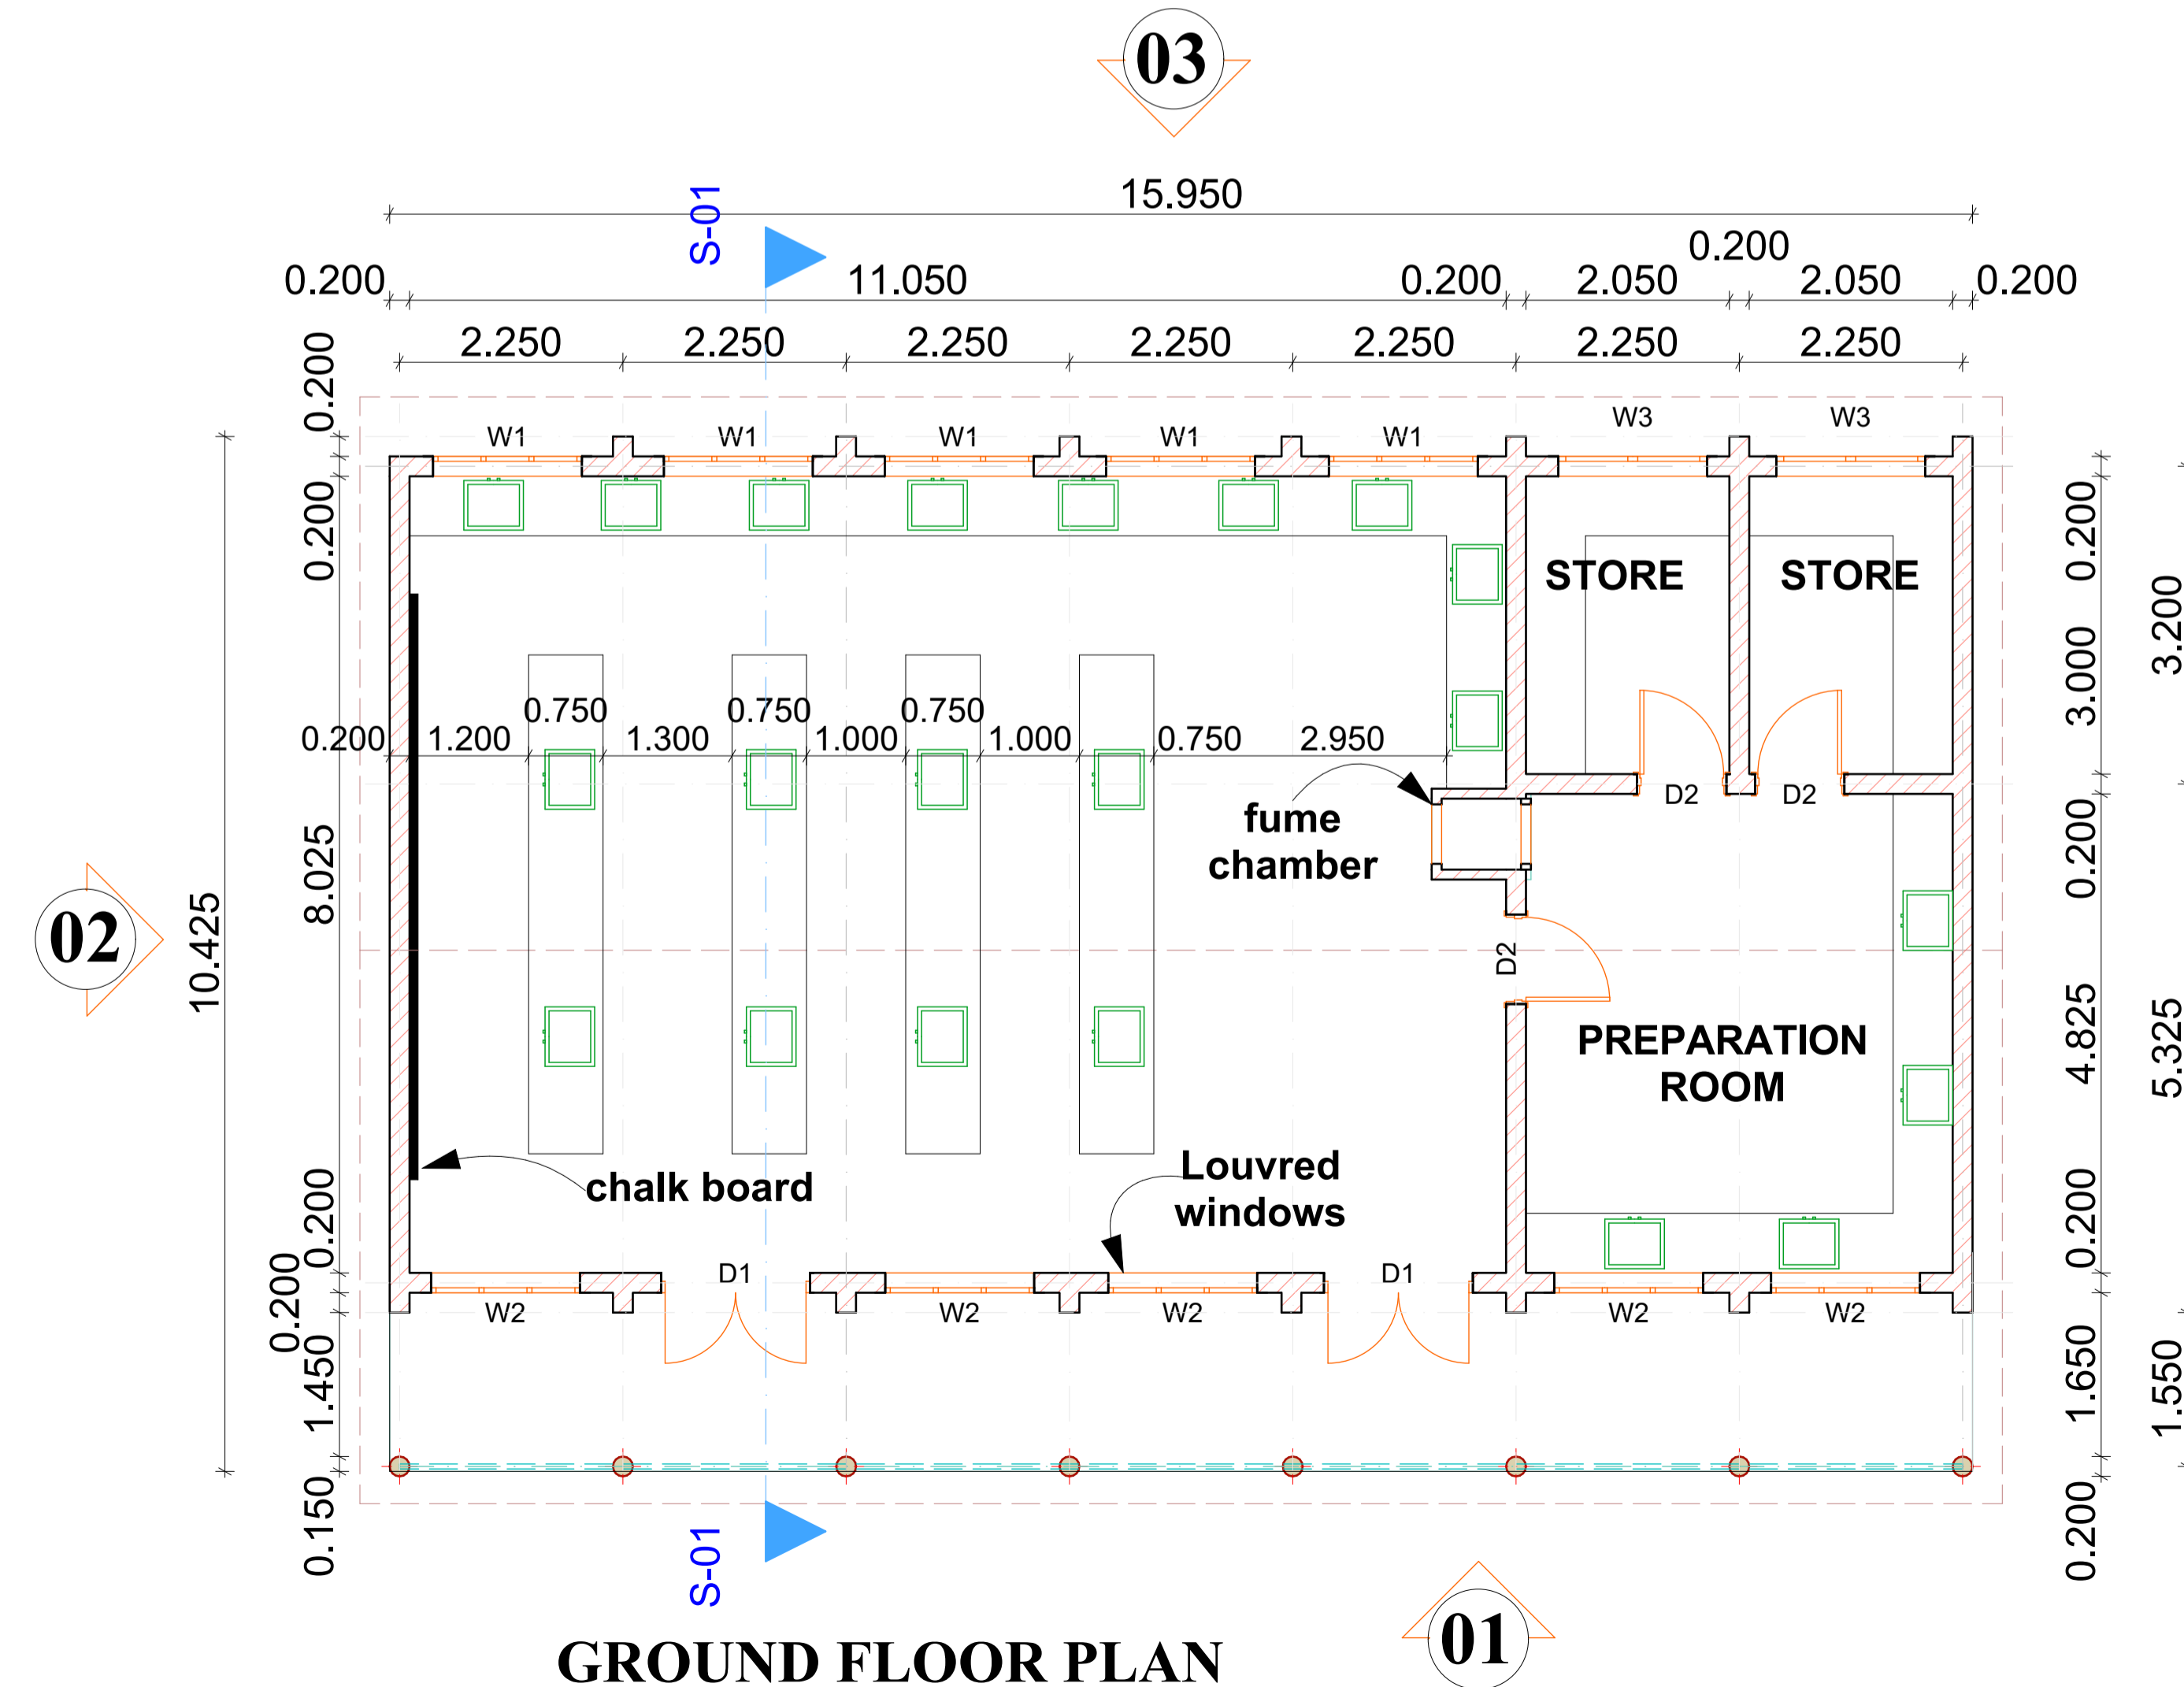 03
15.950
S-01
0.200
0.200 11.050 0.200 2.050 2.050 0.200
2.250 2.250 2.250 2.250 2.250 2.250 2.250
0.200
W1 W1 W1 W1 W1 W3 W3
0.200
0.200
3.200
STORE STORE
3.000
0.750 0.750 0.750
0.200 1.200 1.300 1.000 1.000 0.750 2.950
D2 D2
fume
chamber
0.200
8.025
02
10.425
D2
4.825
5.325
PREPARATION
ROOM
chalk board
Louvred
windows
0.200
0.200
0.200
D1 D1
W2 W2 W2 W2 W2
1.450
1.650
1.550
0.150
0.200
S-01
01
GROUND FLOOR PLAN